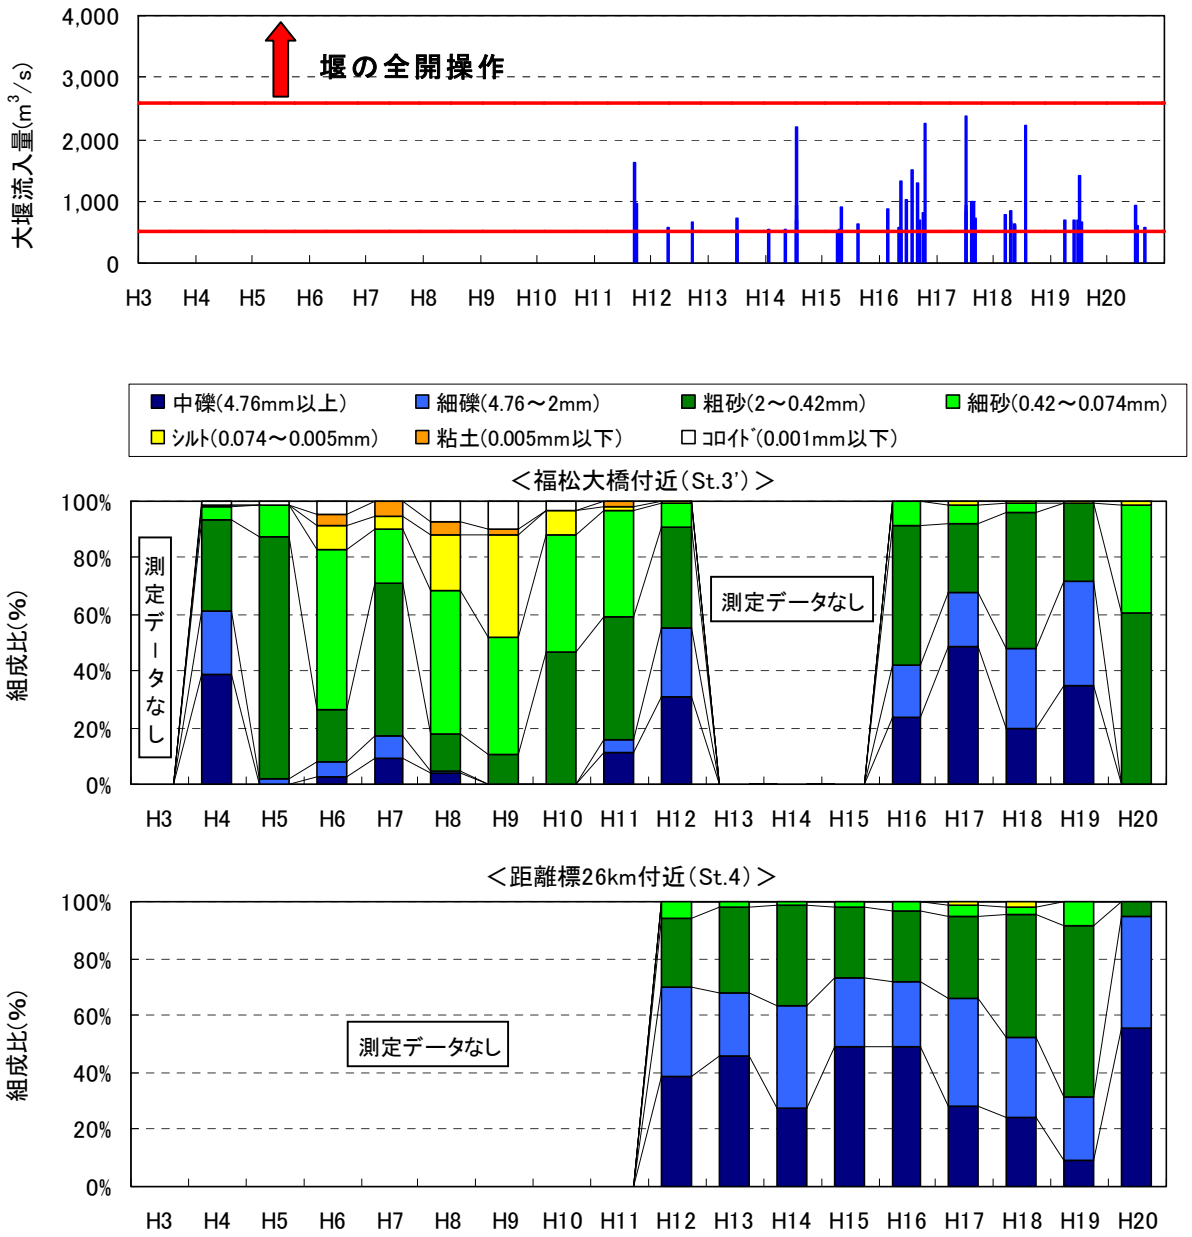 4,000
3,000
2,000
1,000
0
大堰流入量(m³/s)
堰の全開操作
H3 H4 H5 H6 H7 H8 H9 H10 H11 H12 H13 H14 H15 H16 H17 H18 H19 H20
中礫(4.76mm以上) 細礫(4.76～2mm) 粗砂(2～0.42mm) 細砂(0.42～0.074mm)
シルト(0.074～0.005mm) 粘土(0.005mm以下) コロイド(0.001mm以下)
＜福松大橋付近(St.3')＞
100%
80%
60%
40%
20%
0%
組成比(%)
測定データなし
測定データなし
H3 H4 H5 H6 H7 H8 H9 H10 H11 H12 H13 H14 H15 H16 H17 H18 H19 H20
＜距離標26km付近(St.4)＞
100%
80%
60%
40%
20%
0%
組成比(%)
測定データなし
H3 H4 H5 H6 H7 H8 H9 H10 H11 H12 H13 H14 H15 H16 H17 H18 H19 H20